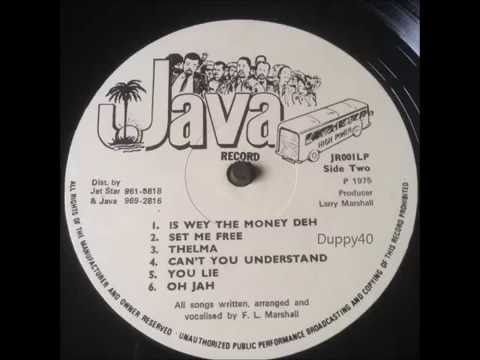 Java
RECORD
HIGH POWER
JR001LP
Side Two
Dist. by
Jet Star 961-5818
& Java 969-2816
P 1975
Producer
Larry Marshall
1. IS WEY THE MONEY DEH
2. SET ME FREE
3. THELMA
4. CAN'T YOU UNDERSTAND
5. YOU LIE
6. OH JAH
Duppy40
All songs written, arranged and
vocalised by F. L. Marshall
ALL RIGHTS OF THE MANUFACTURER AND OWNER RESERVED · UNAUTHORIZED PUBLIC PERFORMANCE BROADCASTING AND COPYING OF THIS RECORD PROHIBITED